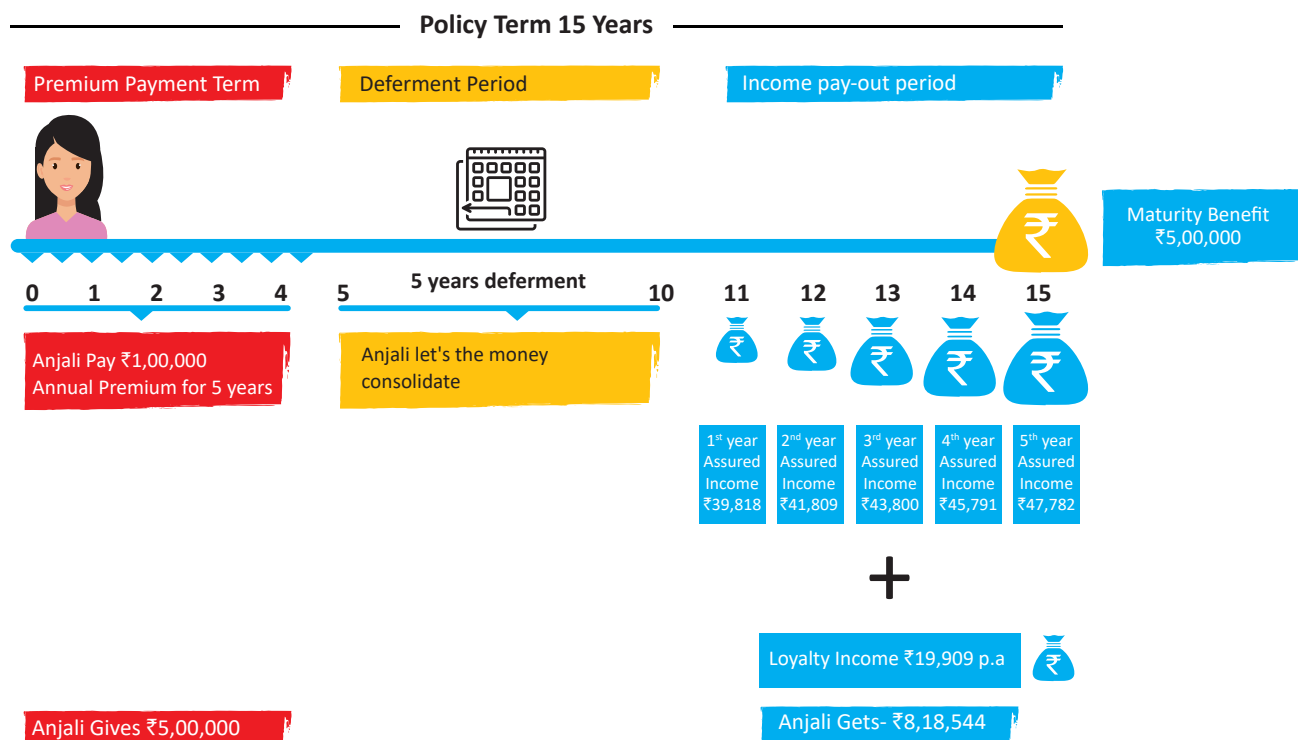 Policy Term 15 Years
Premium Payment Term
Deferment Period
Income pay-out period
₹
Maturity Benefit
₹5,00,000
0 1 2 3 4
5 5 years deferment 10
11 12 13 14 15
Anjali Pay ₹1,00,000
Annual Premium for 5 years
Anjali let's the money
consolidate
₹ ₹ ₹ ₹ ₹
1st year
Assured
Income
₹39,818
2nd year
Assured
Income
₹41,809
3rd year
Assured
Income
₹43,800
4th year
Assured
Income
₹45,791
5th year
Assured
Income
₹47,782
+
Loyalty Income ₹19,909 p.a
₹
Anjali Gives ₹5,00,000
Anjali Gets- ₹8,18,544